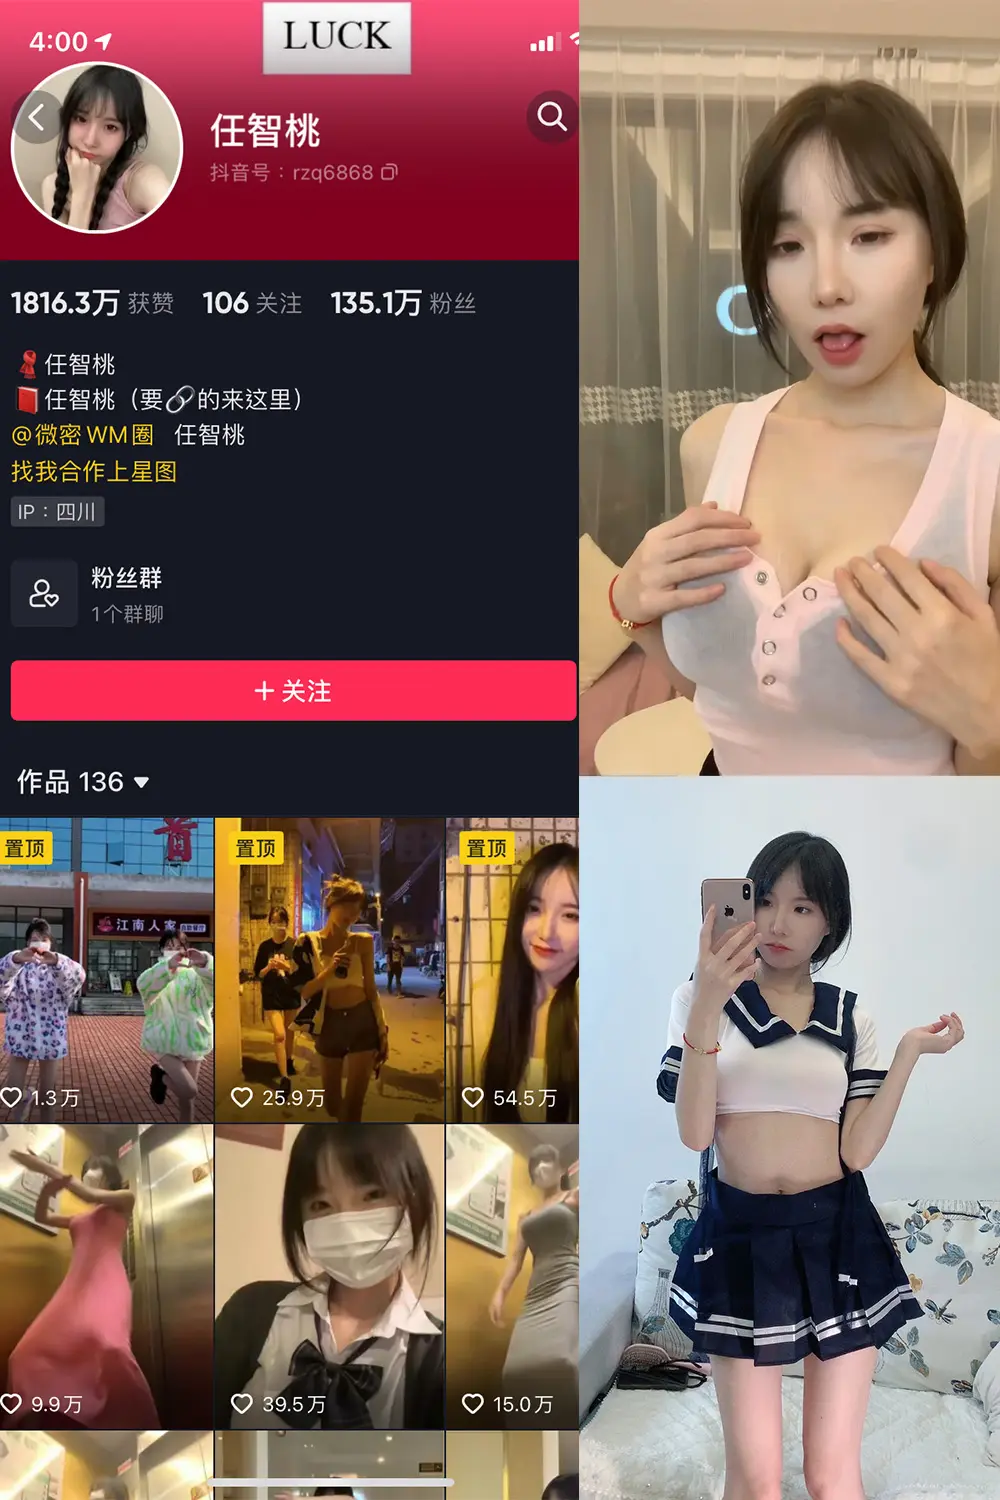 4:00
LUCK
任智桃
抖音号：rzq6868
1816.3万 获赞 106 关注 135.1万 粉丝
任智桃
任智桃（要🔗的来这里）
@微密WM圈 任智桃
找我合作上星图
IP：四川
粉丝群
1个群聊
+ 关注
作品 136
置顶 置顶 置顶
江南人家
1.3万 25.9万 54.5万
9.9万 39.5万 15.0万